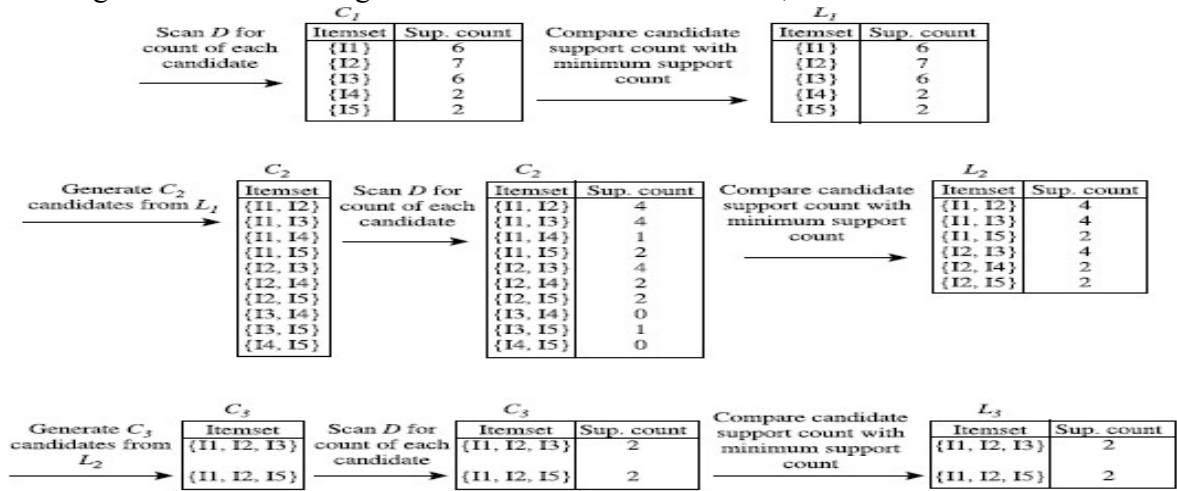 Scan D for
count of each
candidate
C1
Itemset Sup. count
{I1} 6
{I2} 7
{I3} 6
{I4} 2
{I5} 2
Compare candidate
support count with
minimum support
count
L1
Itemset Sup. count
{I1} 6
{I2} 7
{I3} 6
{I4} 2
{I5} 2
Generate C2
candidates from L1
C2
Itemset
{I1, I2}
{I1, I3}
{I1, I4}
{I1, I5}
{I2, I3}
{I2, I4}
{I2, I5}
{I3, I4}
{I3, I5}
{I4, I5}
Scan D for
count of each
candidate
C2
Itemset Sup. count
{I1, I2} 4
{I1, I3} 4
{I1, I4} 1
{I1, I5} 2
{I2, I3} 4
{I2, I4} 2
{I2, I5} 2
{I3, I4} 0
{I3, I5} 1
{I4, I5} 0
Compare candidate
support count with
minimum support
count
L2
Itemset Sup. count
{I1, I2} 4
{I1, I3} 4
{I1, I5} 2
{I2, I3} 4
{I2, I4} 2
{I2, I5} 2
Generate C3
candidates from
L2
C3
Itemset
{I1, I2, I3}
{I1, I2, I5}
Scan D for
count of each
candidate
C3
Itemset Sup. count
{I1, I2, I3} 2
{I1, I2, I5} 2
Compare candidate
support count with
minimum support
count
L3
Itemset Sup. count
{I1, I2, I3} 2
{I1, I2, I5} 2